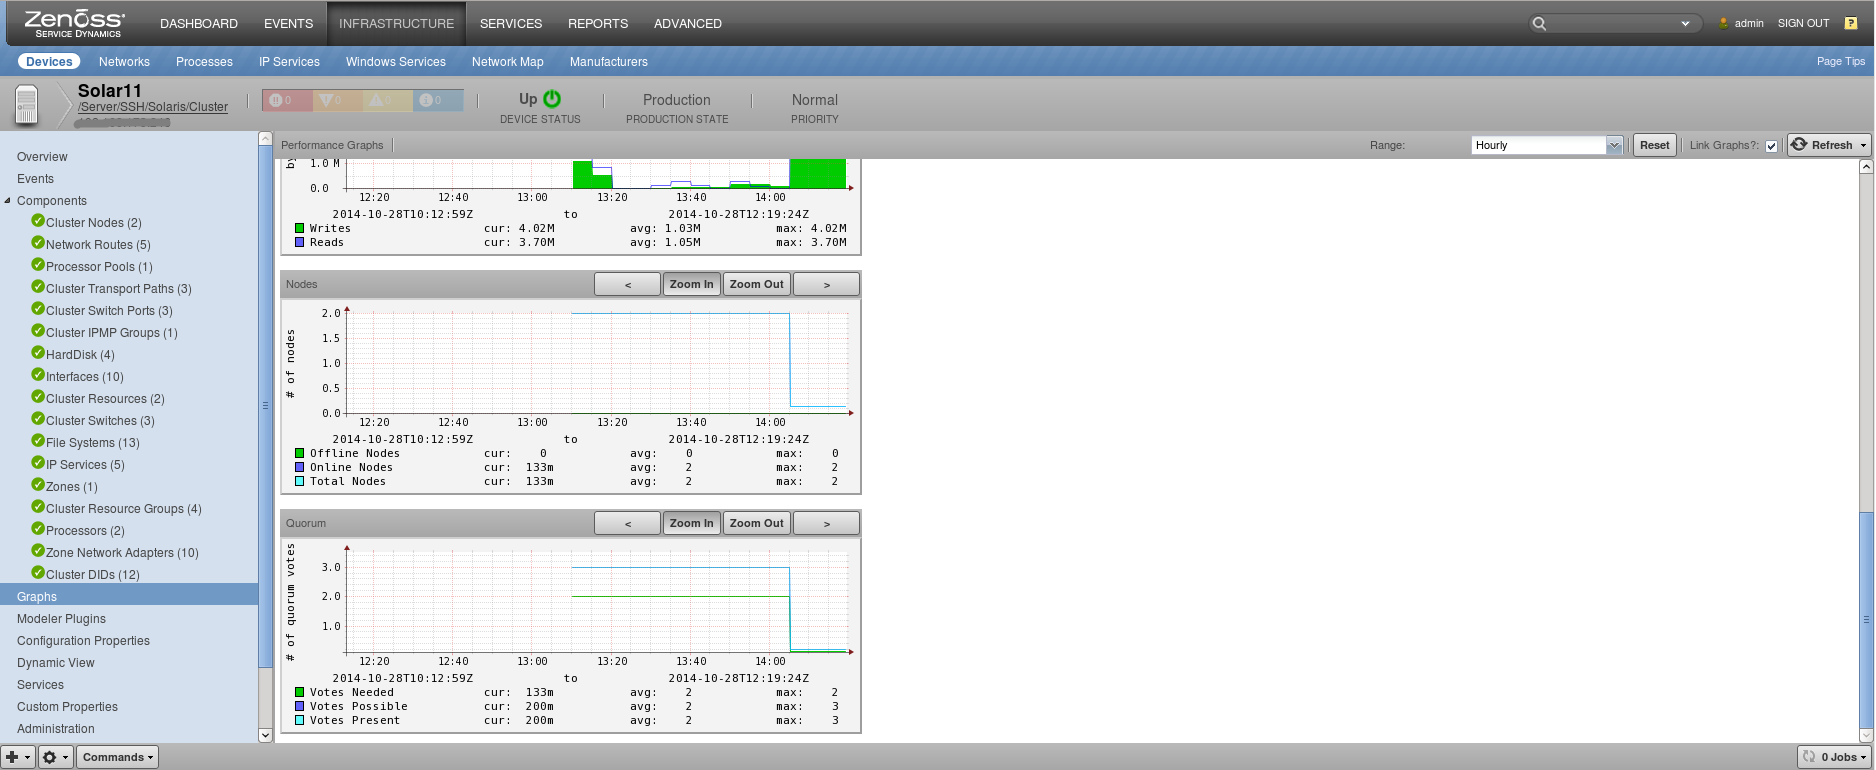 Zenoss SERVICE DYNAMICS
DASHBOARD EVENTS INFRASTRUCTURE SERVICES REPORTS ADVANCED
admin SIGN OUT ?
Devices Networks Processes IP Services Windows Services Network Map Manufacturers
Page Tips
Solar11
/Server/SSH/Solaris/Cluster
0 0 0 0
Up
DEVICE STATUS
Production
PRODUCTION STATE
Normal
PRIORITY
Overview
Events
Components
Cluster Nodes (2)
Network Routes (5)
Processor Pools (1)
Cluster Transport Paths (3)
Cluster Switch Ports (3)
Cluster IPMP Groups (1)
HardDisk (4)
Interfaces (10)
Cluster Resources (2)
Cluster Switches (3)
File Systems (13)
IP Services (5)
Zones (1)
Cluster Resource Groups (4)
Processors (2)
Zone Network Adapters (10)
Cluster DIDs (12)
Graphs
Modeler Plugins
Configuration Properties
Dynamic View
Services
Custom Properties
Administration
Performance Graphs
Range: Hourly Reset Link Graphs?: Refresh
by
1.0 M
0.0
12:20 12:40 13:00 13:20 13:40 14:00
2014-10-28T10:12:59Z to 2014-10-28T12:19:24Z
Writes cur: 4.02M avg: 1.03M max: 4.02M
Reads cur: 3.70M avg: 1.05M max: 3.70M
Nodes < Zoom In Zoom Out >
# of nodes
2.0
1.5
1.0
0.5
0.0
12:20 12:40 13:00 13:20 13:40 14:00
2014-10-28T10:12:59Z to 2014-10-28T12:19:24Z
Offline Nodes cur: 0 avg: 0 max: 0
Online Nodes cur: 133m avg: 2 max: 2
Total Nodes cur: 133m avg: 2 max: 2
Quorum < Zoom In Zoom Out >
# of quorum votes
3.0
2.0
1.0
12:20 12:40 13:00 13:20 13:40 14:00
2014-10-28T10:12:59Z to 2014-10-28T12:19:24Z
Votes Needed cur: 133m avg: 2 max: 2
Votes Possible cur: 200m avg: 2 max: 3
Votes Present cur: 200m avg: 2 max: 3
Commands
0 Jobs